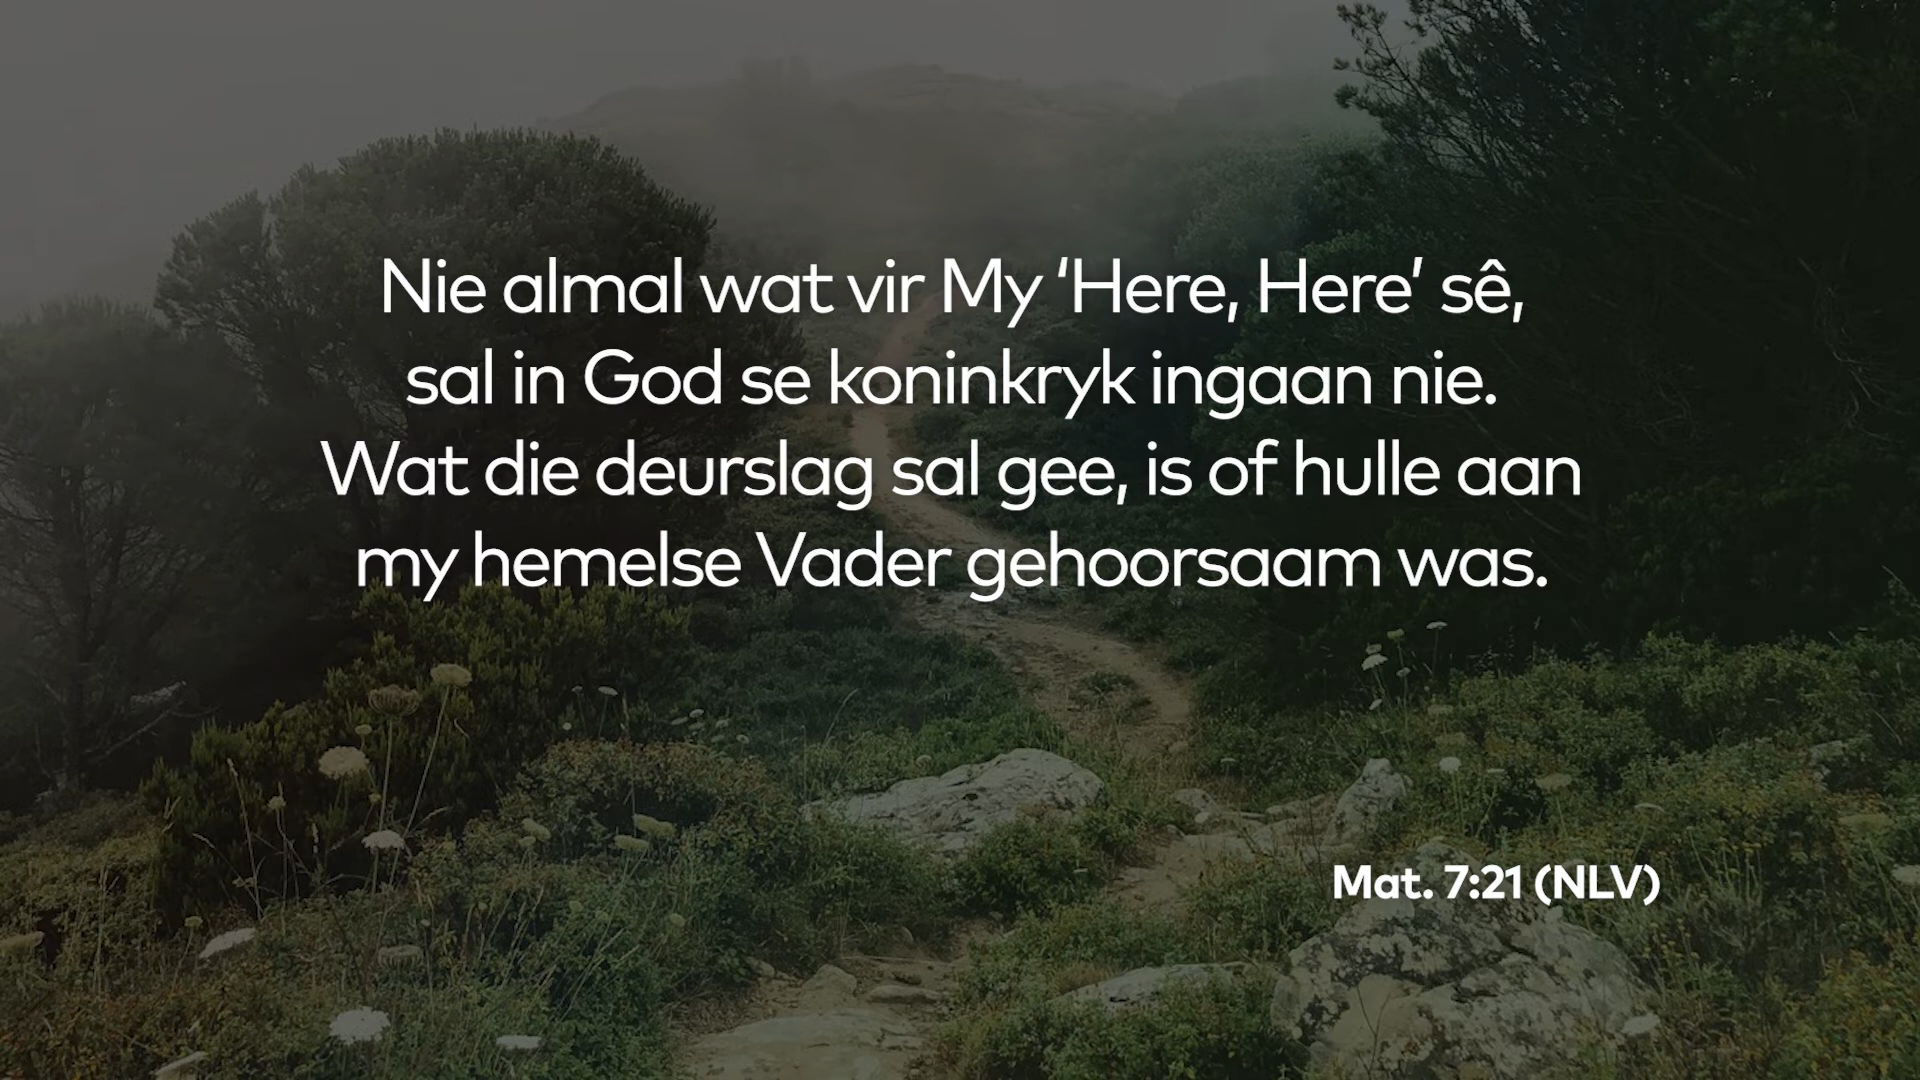 Nie almal wat vir My ‘Here, Here’ sê,
sal in God se koninkryk ingaan nie.
Wat die deurslag sal gee, is of hulle aan
my hemelse Vader gehoorsaam was.
Mat. 7:21 (NLV)